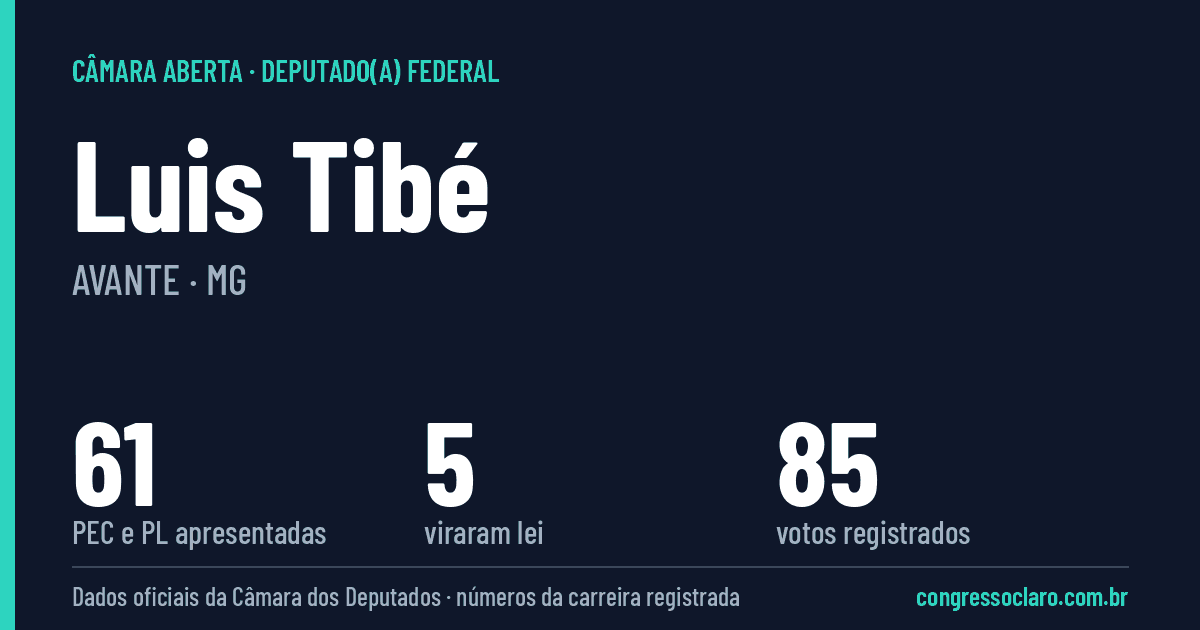 CÂMARA ABERTA · DEPUTADO(A) FEDERAL
Luis Tibé
AVANTE · MG
61 5 85
PEC e PL apresentadas viraram lei votos registrados
Dados oficiais da Câmara dos Deputados · números da carreira registrada congressoclaro.com.br